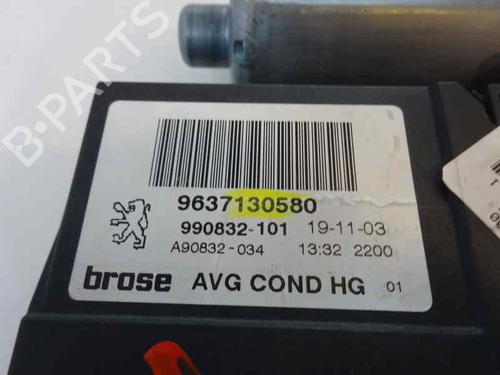 B-PARTS
9637130580
990832-101 19-11-03
A90832-034 13:32 2200
brose AVG COND HG 01